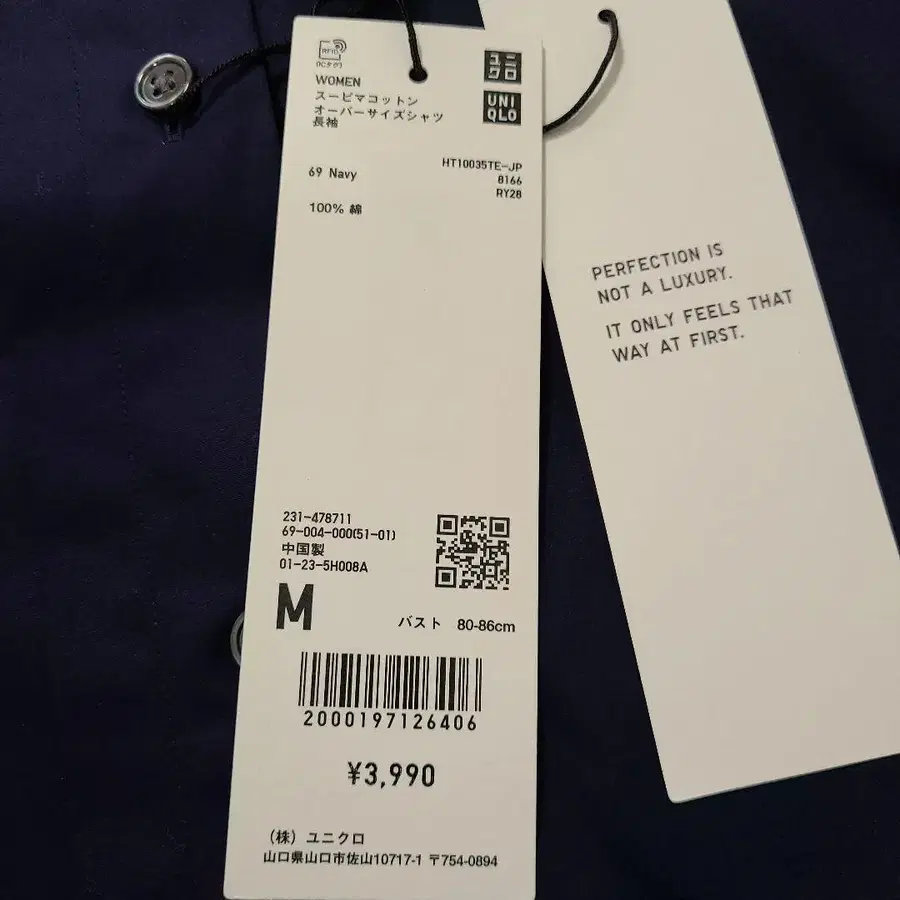 RFID
(ICタグ)
WOMEN
スーピマコットン
オーバーサイズシャツ
長袖
ユニ
クロ
UNI
QLO
69 Navy
HT10035TE-JP
8166
RY28
100% 綿
231-478711
69-004-000(51-01)
中国製
01-23-5H008A
M
バスト 80-86cm
2000197126406
¥3,990
(株) ユニクロ
山口県山口市佐山10717-1 〒754-0894
PERFECTION IS
NOT A LUXURY.
IT ONLY FEELS THAT
WAY AT FIRST.